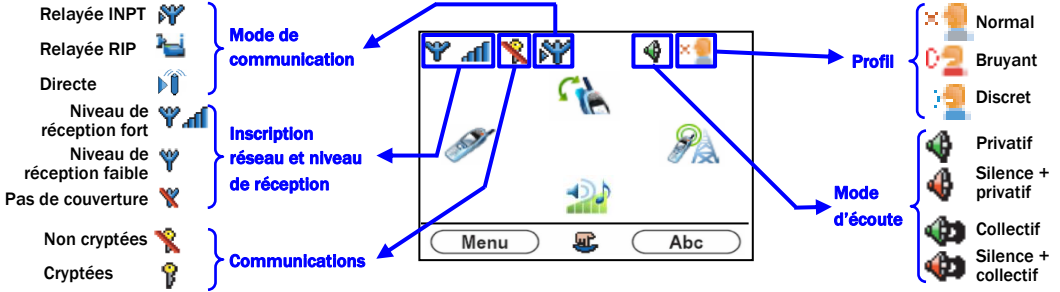 Relayée INPT
Relayée RIP
Directe
Mode de
communication
Niveau de
réception fort
Niveau de
réception faible
Pas de couverture
Inscription
réseau et niveau
de réception
Non cryptées
Cryptées
Communications
Menu
Abc
Profil
Normal
Bruyant
Discret
Mode
d'écoute
Privatif
Silence +
privatif
Collectif
Silence +
collectif